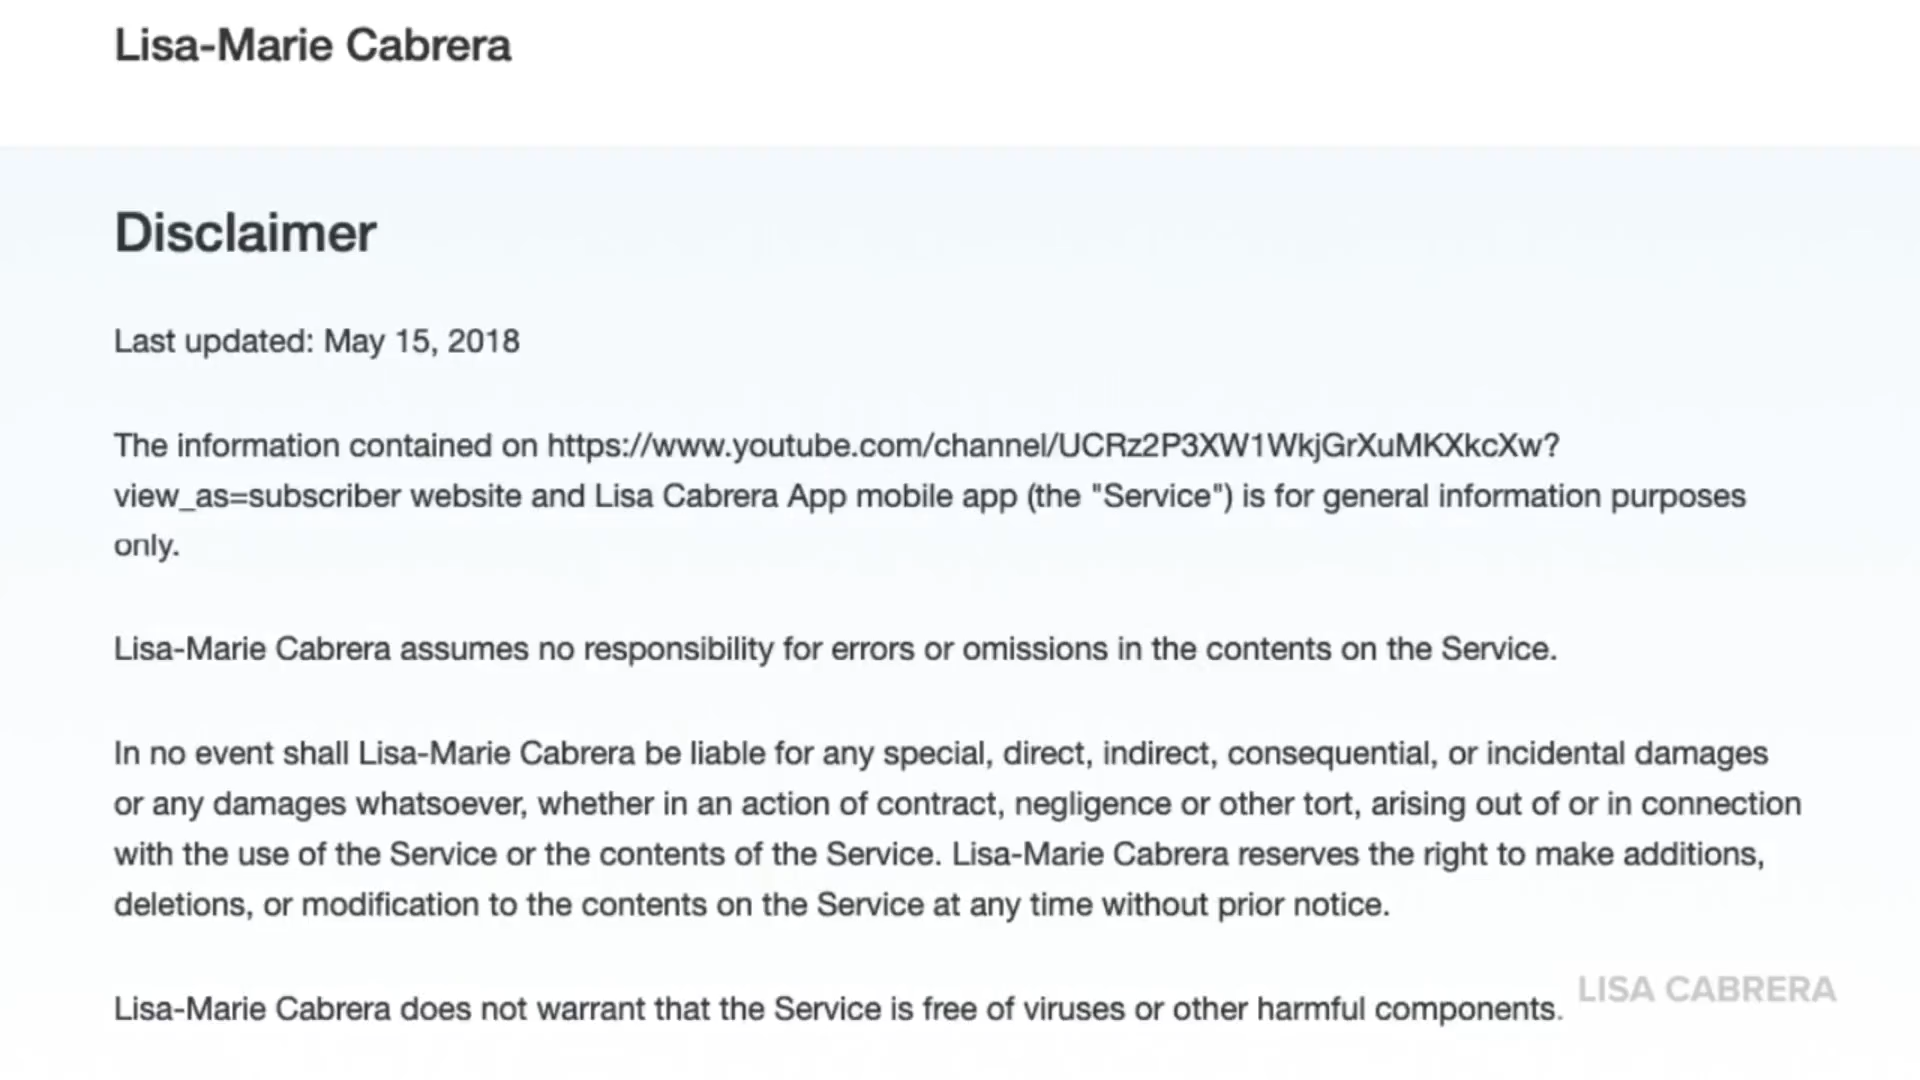 Lisa-Marie Cabrera
Disclaimer
Last updated: May 15, 2018
The information contained on https://www.youtube.com/channel/UCRz2P3XW1WkjGrXuMKXkcXw?
view_as=subscriber website and Lisa Cabrera App mobile app (the "Service") is for general information purposes
only.
Lisa-Marie Cabrera assumes no responsibility for errors or omissions in the contents on the Service.
In no event shall Lisa-Marie Cabrera be liable for any special, direct, indirect, consequential, or incidental damages
or any damages whatsoever, whether in an action of contract, negligence or other tort, arising out of or in connection
with the use of the Service or the contents of the Service. Lisa-Marie Cabrera reserves the right to make additions,
deletions, or modification to the contents on the Service at any time without prior notice.
Lisa-Marie Cabrera does not warrant that the Service is free of viruses or other harmful components.
LISA CABRERA